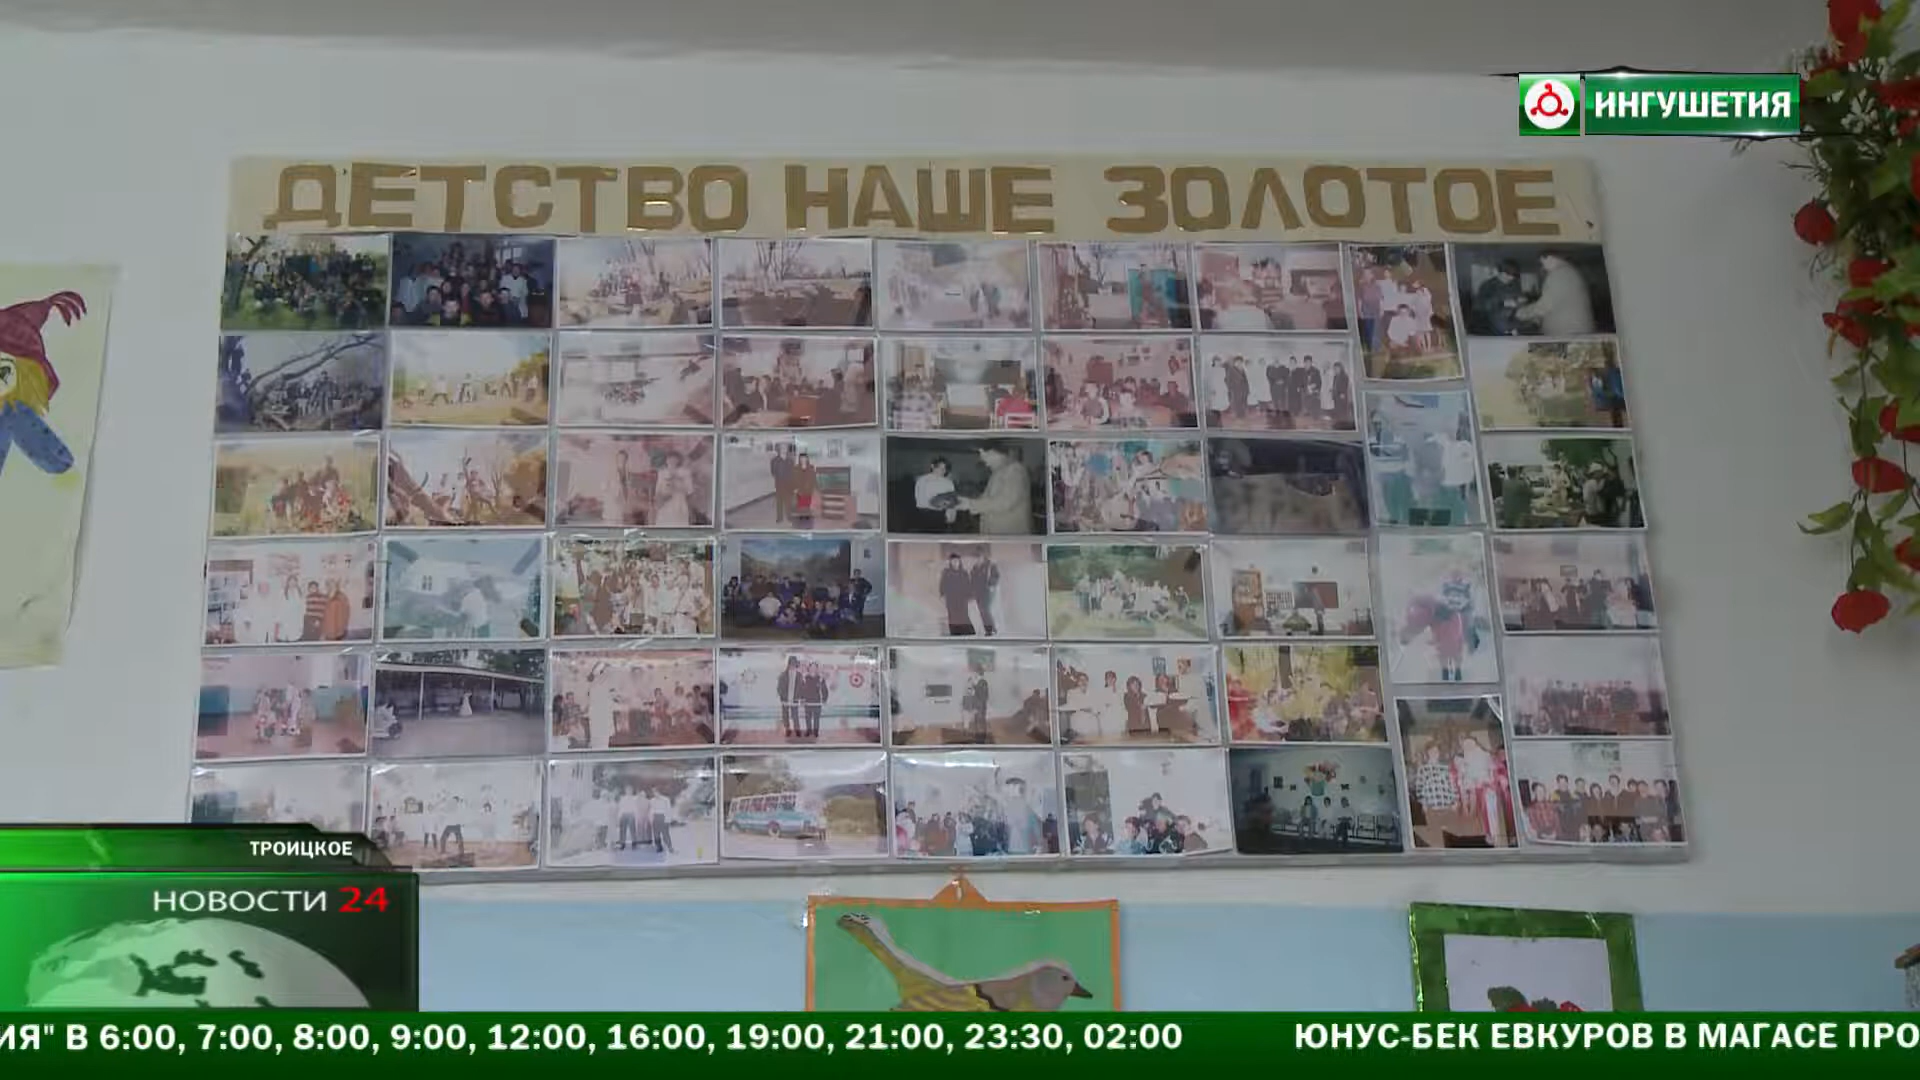 ИНГУШЕТИЯ
ДЕТСТВО НАШЕ ЗОЛОТОЕ
ТРОИЦКОЕ
НОВОСТИ 24
ИЯ" В 6:00, 7:00, 8:00, 9:00, 12:00, 16:00, 19:00, 21:00, 23:30, 02:00 ЮНУС-БЕК ЕВКУРОВ В МАГАСЕ ПРО